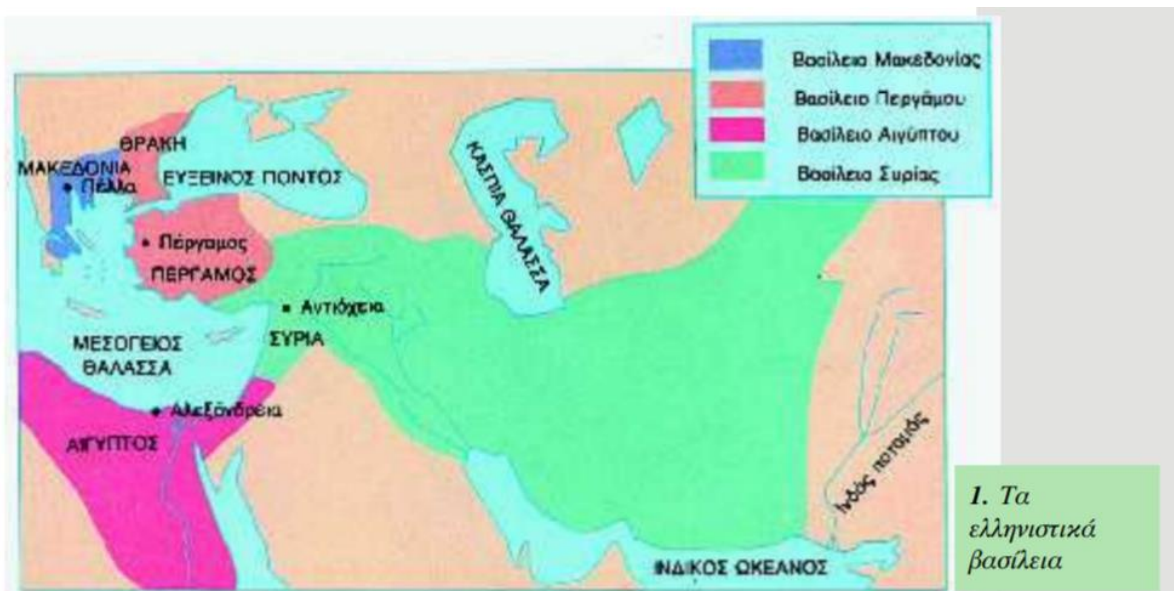 Βασίλειο Μακεδονίας
Βασίλειο Περγάμου
Βασίλειο Αιγύπτου
Βασίλειο Συρίας
ΘΡΑΚΗ
ΜΑΚΕΔΟΝΙΑ
Πέλλα
ΕΥΞΕΙΝΟΣ ΠΟΝΤΟΣ
ΚΑΣΠΙΑ ΘΑΛΑΣΣΑ
Πέργαμος
ΠΕΡΓΑΜΟΣ
Αντιόχεια
ΣΥΡΙΑ
ΜΕΣΟΓΕΙΟΣ
ΘΑΛΑΣΣΑ
Αλεξάνδρεια
ΑΙΓΥΠΤΟΣ
Ινδός ποταμός
ΙΝΔΙΚΟΣ ΩΚΕΑΝΟΣ
1. Τα
ελληνιστικά
βασίλεια